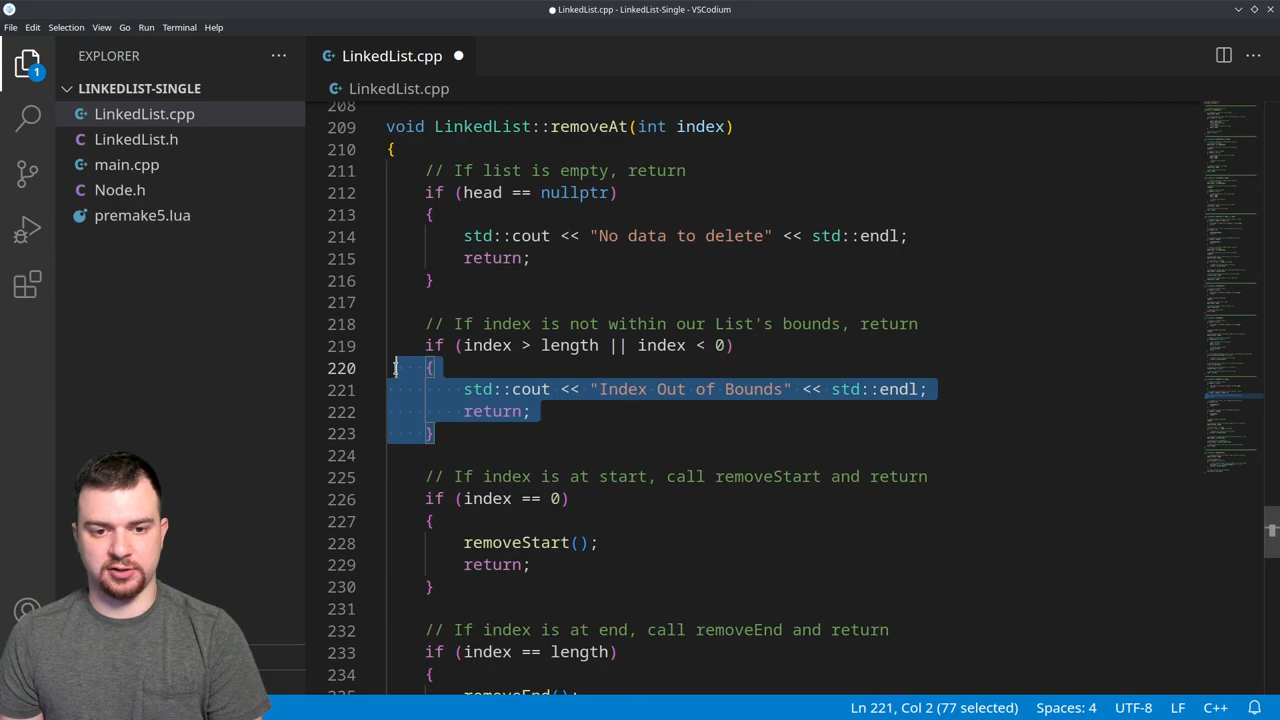 LinkedList.cpp - LinkedList-Single - VSCodium
File Edit Selection View Go Run Terminal Help
EXPLORER
LinkedList.cpp
1
LINKEDLIST-SINGLE
LinkedList.cpp
LinkedList.cpp
LinkedList.h
main.cpp
Node.h
premake5.lua
208
209 void LinkedList::removeAt(int index)
210 {
211 // If list is empty, return
212 if (head == nullptr)
213 {
214 std::cout << "No data to delete" << std::endl;
215 return;
216 }
217
218 // If index is not within our List's bounds, return
219 if (index > length || index < 0)
220 {
221 std::cout << "Index Out of Bounds" << std::endl;
222 return;
223 }
224
225 // If index is at start, call removeStart and return
226 if (index == 0)
227 {
228 removeStart();
229 return;
230 }
231
232 // If index is at end, call removeEnd and return
233 if (index == length)
234 {
235 removeEnd();
Ln 221, Col 2 (77 selected) Spaces: 4 UTF-8 LF C++